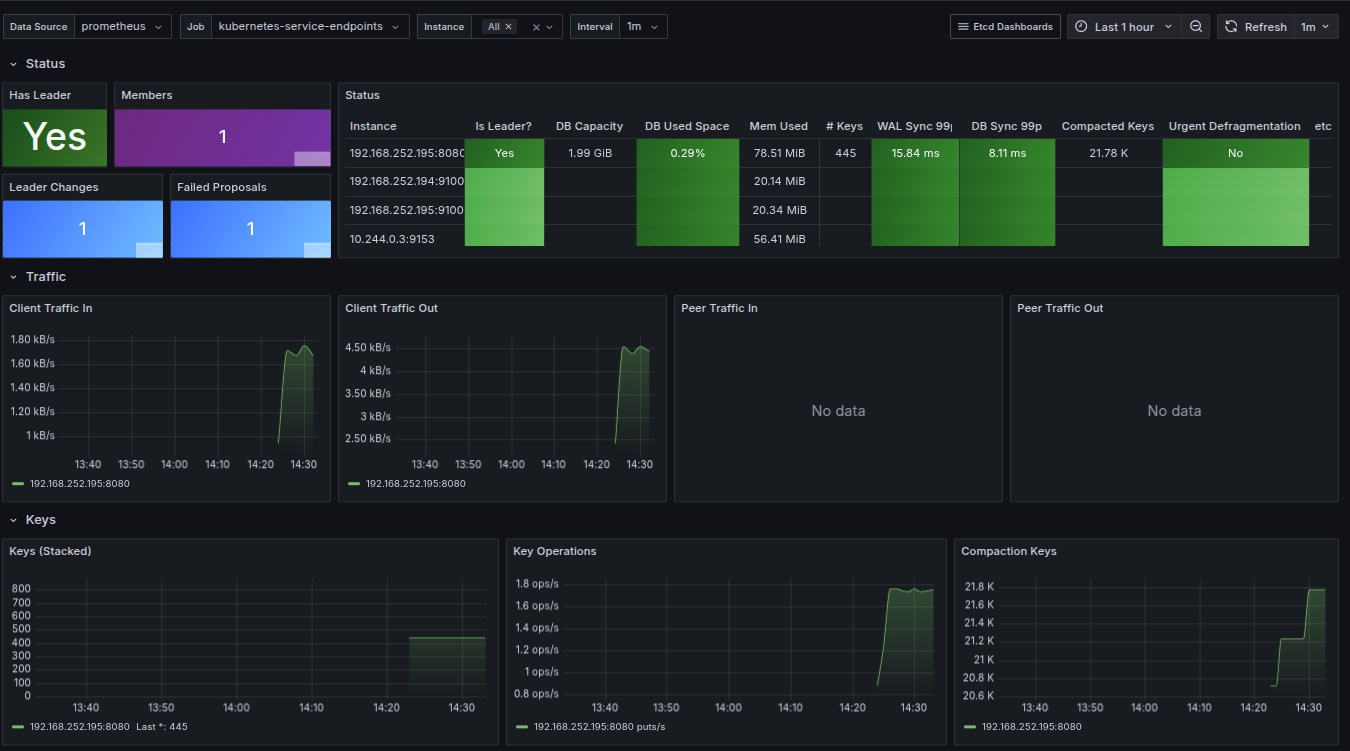 Data Source prometheus Job kubernetes-service-endpoints Instance All Interval 1m Etcd Dashboards Last 1 hour Refresh 1m
Status
Has Leader
Yes
Members
1
Leader Changes
1
Failed Proposals
1
Status
Instance Is Leader? DB Capacity DB Used Space Mem Used # Keys WAL Sync 99p DB Sync 99p Compacted Keys Urgent Defragmentation etc
192.168.252.195:8080 Yes 1.99 GiB 0.29% 78.51 MiB 445 15.84 ms 8.11 ms 21.78 K No
192.168.252.194:9100 20.14 MiB
192.168.252.195:9100 20.34 MiB
10.244.0.3:9153 56.41 MiB
Traffic
Client Traffic In
1.80 kB/s
1.60 kB/s
1.40 kB/s
1.20 kB/s
1 kB/s
13:40 13:50 14:00 14:10 14:20 14:30
192.168.252.195:8080
Client Traffic Out
4.50 kB/s
4 kB/s
3.50 kB/s
3 kB/s
2.50 kB/s
13:40 13:50 14:00 14:10 14:20 14:30
192.168.252.195:8080
Peer Traffic In
No data
Peer Traffic Out
No data
Keys
Keys (Stacked)
800
700
600
500
400
300
200
100
0
13:40 13:50 14:00 14:10 14:20 14:30
192.168.252.195:8080 Last *: 445
Key Operations
1.8 ops/s
1.6 ops/s
1.4 ops/s
1.2 ops/s
1 ops/s
0.8 ops/s
13:40 13:50 14:00 14:10 14:20 14:30
192.168.252.195:8080 puts/s
Compaction Keys
21.8 K
21.6 K
21.4 K
21.2 K
21 K
20.8 K
20.6 K
13:40 13:50 14:00 14:10 14:20 14:30
192.168.252.195:8080